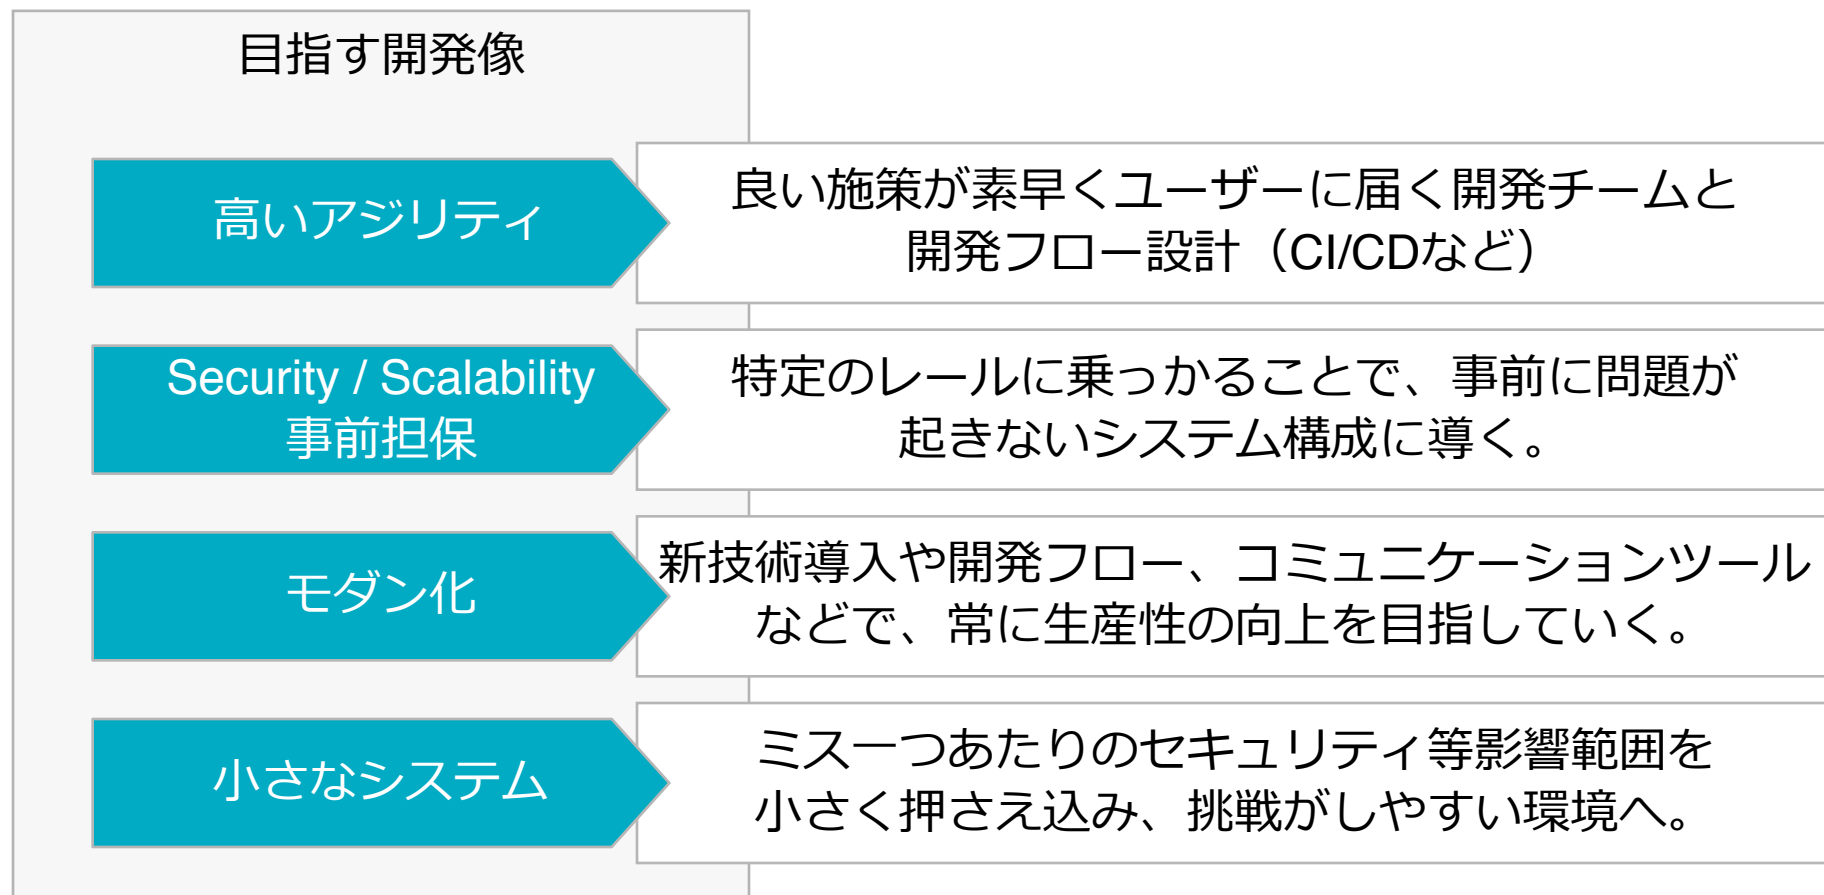 目指す開発像
高いアジリティ
良い施策が素早くユーザーに届く開発チームと
開発フロー設計（CI/CDなど）
Security / Scalability
事前担保
特定のレールに乗っかることで、事前に問題が
起きないシステム構成に導く。
モダン化
新技術導入や開発フロー、コミュニケーションツール
などで、常に生産性の向上を目指していく。
小さなシステム
ミス一つあたりのセキュリティ等影響範囲を
小さく押さえ込み、挑戦がしやすい環境へ。